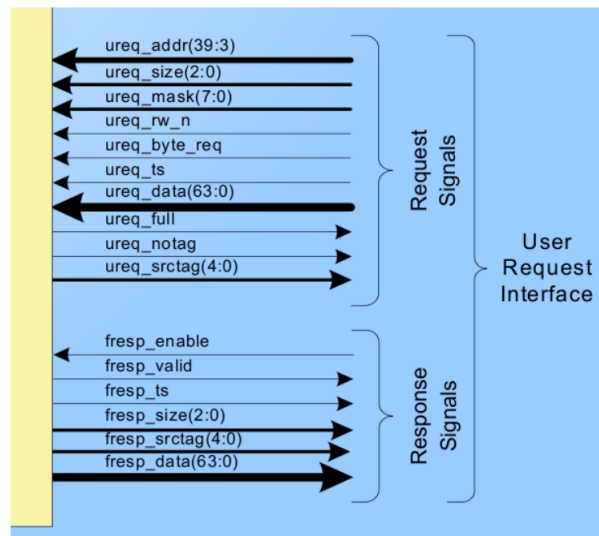 ureq_addr(39:3)
ureq_size(2:0)
ureq_mask(7:0)
ureq_rw_n
ureq_byte_req
ureq_ts
ureq_data(63:0)
ureq_full
ureq_notag
ureq_srctag(4:0)
Request
Signals
fresp_enable
fresp_valid
fresp_ts
fresp_size(2:0)
fresp_srctag(4:0)
fresp_data(63:0)
Response
Signals
User
Request
Interface